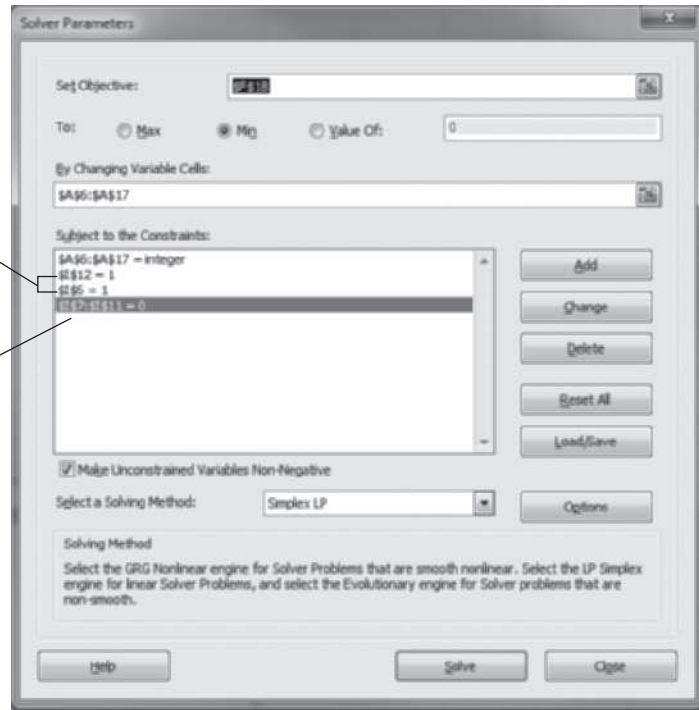 Solver Parameters
Set Objective:
$F$18
To:
Max
Min
Value Of:
0
By Changing Variable Cells:
$A$6:$A$17
Subject to the Constraints:
$A$6:$A$17 = integer
$I$12 = 1
$I$6 = 1
$I$7:$I$11 = 0
Add
Change
Delete
Reset All
Load/Save
Make Unconstrained Variables Non-Negative
Select a Solving Method:
Simplex LP
Options
Solving Method
Select the GRG Nonlinear engine for Solver Problems that are smooth nonlinear. Select the LP Simplex
engine for linear Solver Problems, and select the Evolutionary engine for Solver problems that are
non-smooth.
Help
Solve
Close